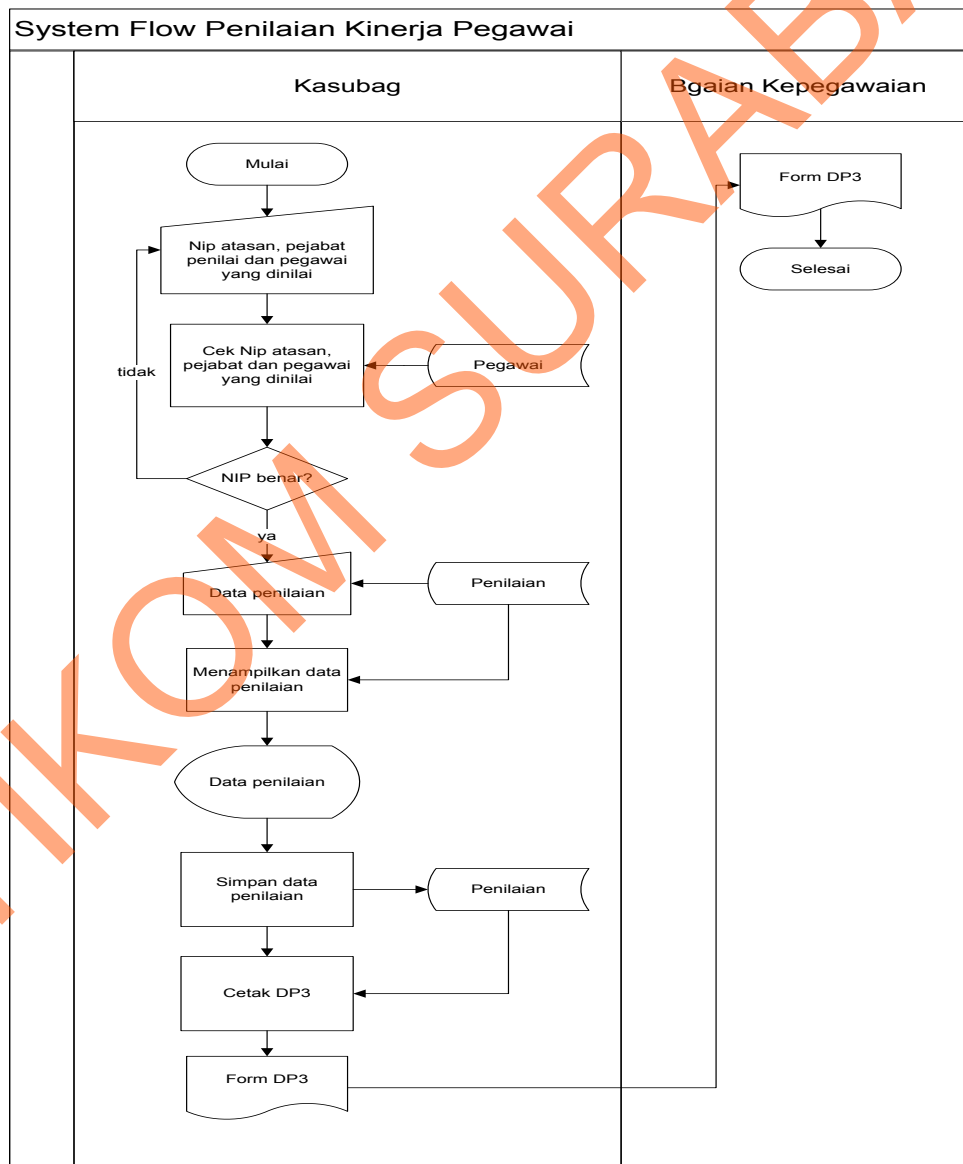 System Flow Penilaian Kinerja Pegawai
Kasubag
Bgaian Kepegawaian
Mulai
Nip atasan, pejabat
penilai dan pegawai
yang dinilai
Cek Nip atasan,
pejabat dan pegawai
yang dinilai
Pegawai
tidak
NIP benar?
ya
Data penilaian
Penilaian
Menampilkan data
penilaian
Data penilaian
Simpan data
penilaian
Penilaian
Cetak DP3
Form DP3
Form DP3
Selesai
IKOM SURABA